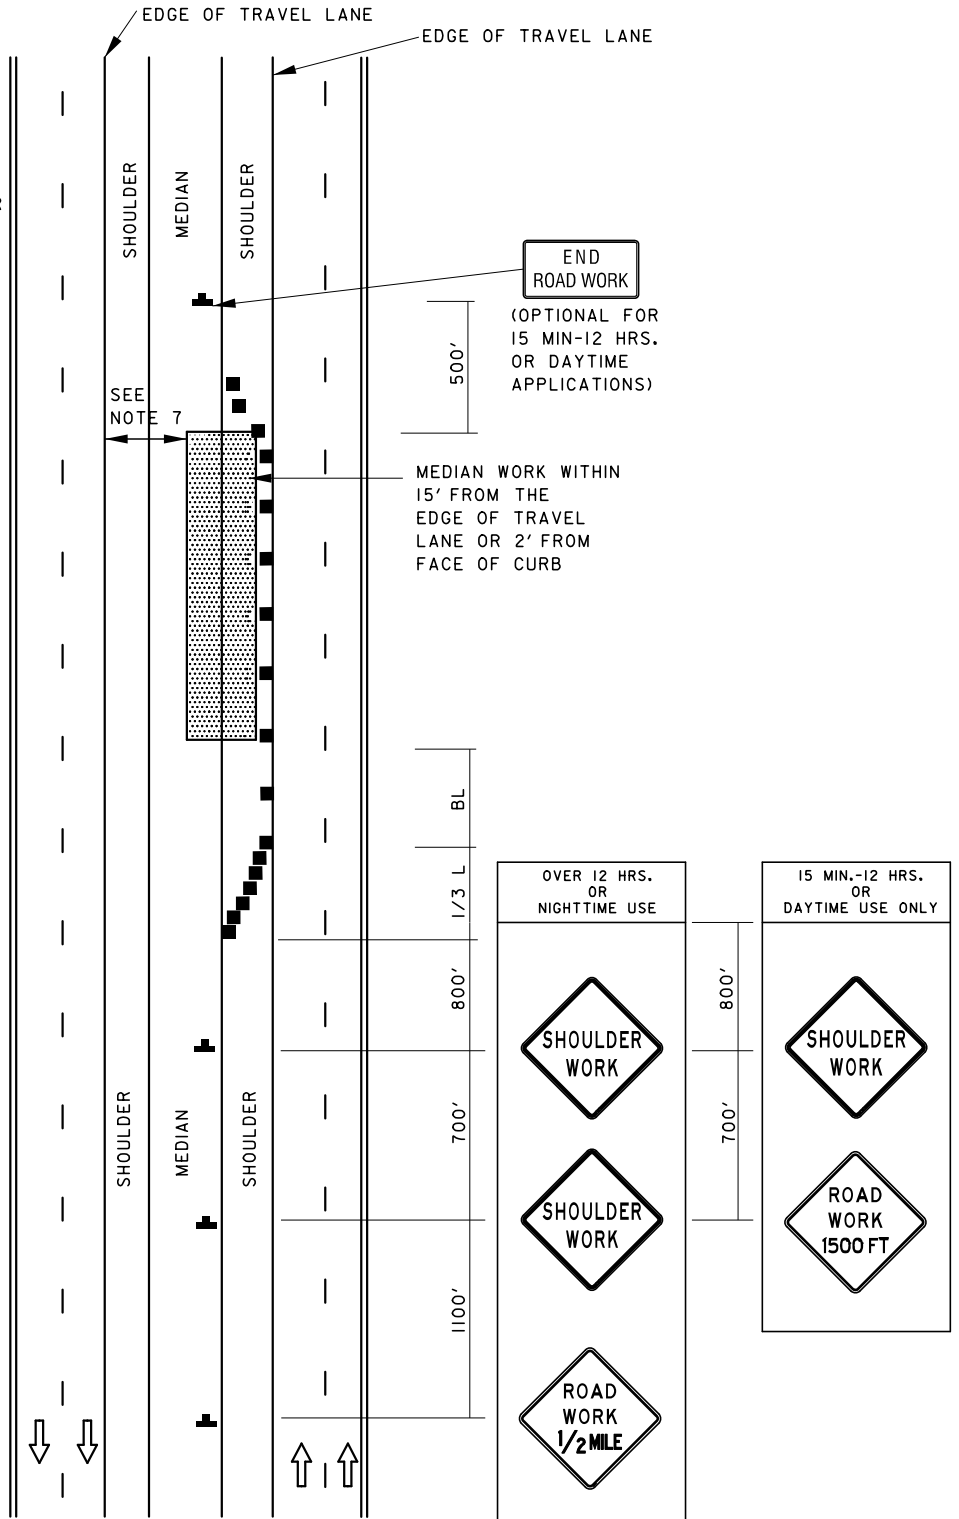 EDGE OF TRAVEL LANE
EDGE OF TRAVEL LANE
SHOULDER
MEDIAN
SHOULDER
END
ROAD WORK
(OPTIONAL FOR
15 MIN-12 HRS.
OR DAYTIME
APPLICATIONS)
500'
SEE
NOTE 7
MEDIAN WORK WITHIN
15' FROM THE
EDGE OF TRAVEL
LANE OR 2' FROM
FACE OF CURB
BL
1/3 L
800'
700'
1100'
SHOULDER
MEDIAN
SHOULDER
OVER 12 HRS.
OR
NIGHTTIME USE
SHOULDER
WORK
SHOULDER
WORK
ROAD
WORK
1/2 MILE
800'
700'
15 MIN.-12 HRS.
OR
DAYTIME USE ONLY
SHOULDER
WORK
ROAD
WORK
1500 FT